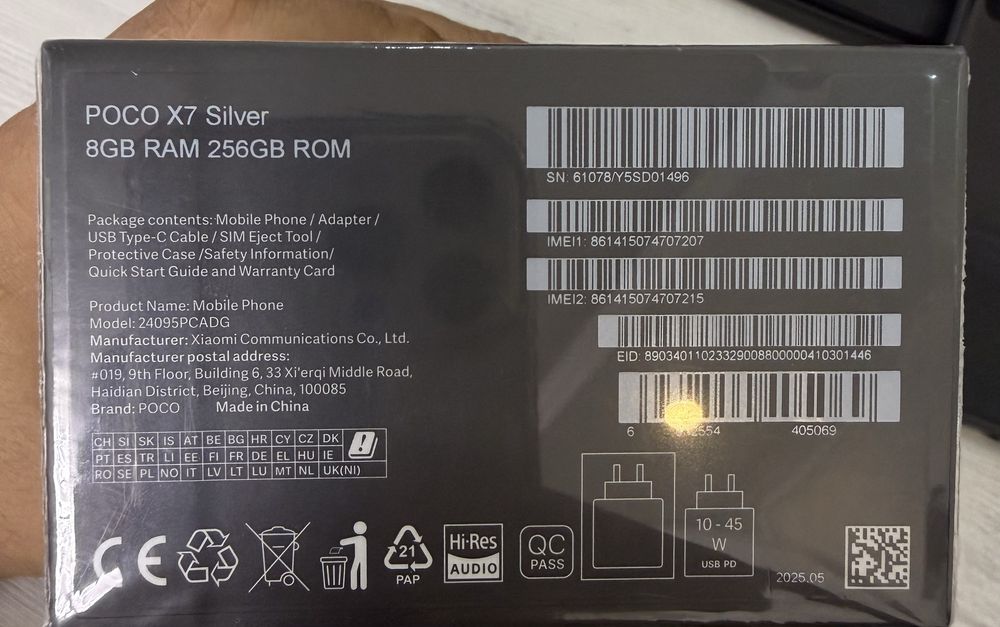 POCO X7 Silver
8GB RAM 256GB ROM
Package contents: Mobile Phone / Adapter /
USB Type-C Cable / SIM Eject Tool /
Protective Case /Safety Information/
Quick Start Guide and Warranty Card
Product Name: Mobile Phone
Model: 24095PCADG
Manufacturer: Xiaomi Communications Co., Ltd.
Manufacturer postal address:
#019, 9th Floor, Building 6, 33 Xi'erqi Middle Road,
Haidian District, Beijing, China, 100085
Brand: POCO Made in China
CH SI SK IS AT BE BG HR CY CZ DK
PT ES TR LI EE FI FR DE EL HU IE
RO SE PL NO IT LV LT LU MT NL UK(NI)
SN: 61078/Y5SD01496
IMEI1: 861415074707207
IMEI2: 861415074707215
EID: 89034011023329008800000410301446
6 2554 405069
CE
21
PAP
Hi-Res
AUDIO
QC
PASS
10 - 45
W
USB PD
2025.05